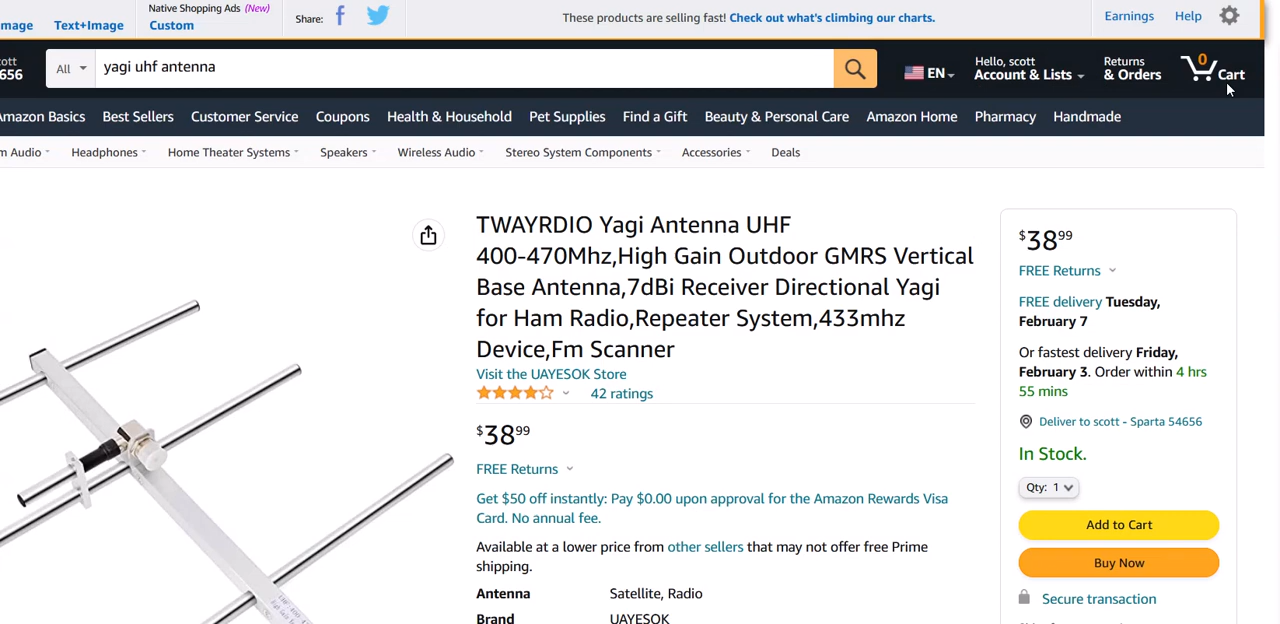 mage
Text+Image
Native Shopping Ads (New)
Custom
Share:
These products are selling fast! Check out what's climbing our charts.
Earnings
Help
ott
656
All
yagi uhf antenna
EN
Hello, scott
Account & Lists
Returns
& Orders
0
Cart
mazon Basics
Best Sellers
Customer Service
Coupons
Health & Household
Pet Supplies
Find a Gift
Beauty & Personal Care
Amazon Home
Pharmacy
Handmade
m Audio
Headphones
Home Theater Systems
Speakers
Wireless Audio
Stereo System Components
Accessories
Deals
TWAYRDIO Yagi Antenna UHF
400-470Mhz,High Gain Outdoor GMRS Vertical
Base Antenna,7dBi Receiver Directional Yagi
for Ham Radio,Repeater System,433mhz
Device,Fm Scanner
Visit the UAYESOK Store
42 ratings
$3899
FREE Returns
Get $50 off instantly: Pay $0.00 upon approval for the Amazon Rewards Visa
Card. No annual fee.
Available at a lower price from other sellers that may not offer free Prime
shipping.
Antenna Satellite, Radio
Brand UAYESOK
$3899
FREE Returns
FREE delivery Tuesday,
February 7
Or fastest delivery Friday,
February 3. Order within 4 hrs
55 mins
Deliver to scott - Sparta 54656
In Stock.
Qty: 1
Add to Cart
Buy Now
Secure transaction